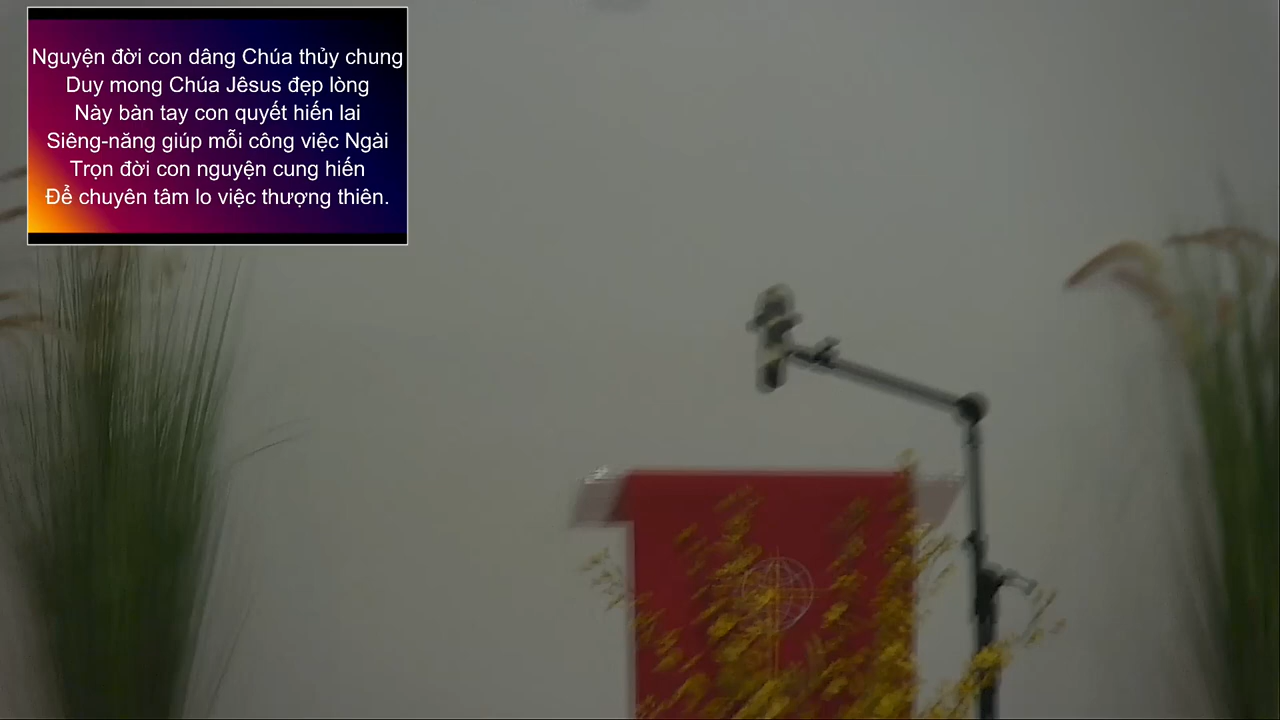 Nguyện đời con dâng Chúa thủy chung
Duy mong Chúa Jêsus đẹp lòng
Này bàn tay con quyết hiến lai
Siêng-năng giúp mỗi công việc Ngài
Trọn đời con nguyện cung hiến
Để chuyên tâm lo việc thượng thiên.